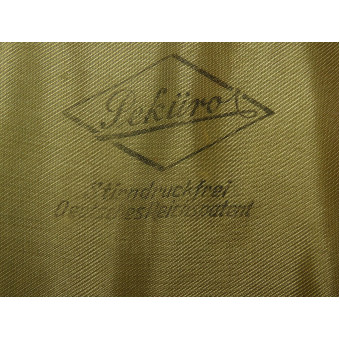 Peküro
Stirndruckfrei
Deutsches Reichspatent